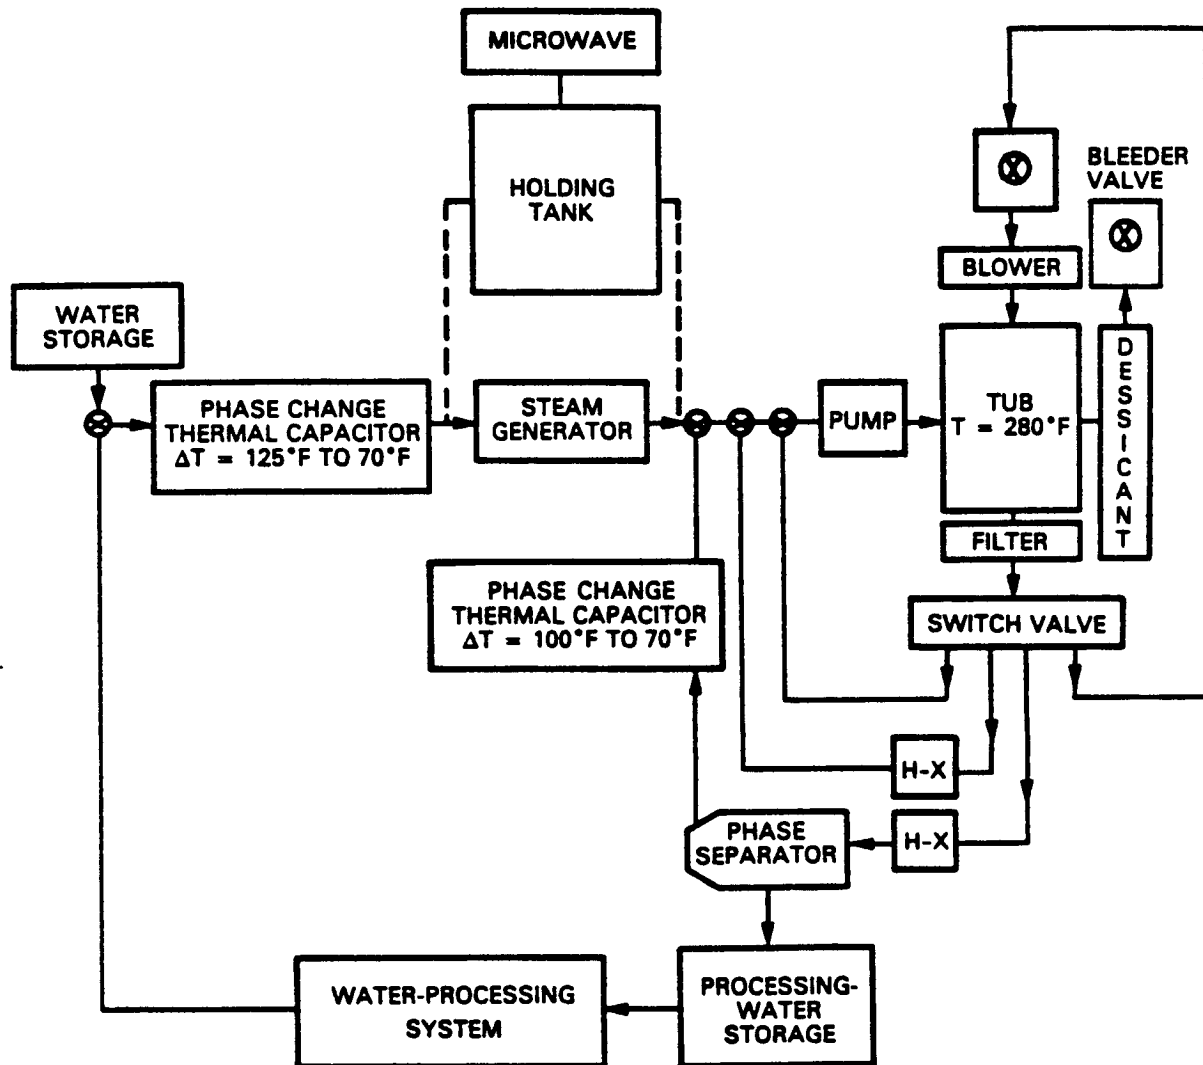 MICROWAVE
HOLDING
TANK
BLEEDER
VALVE
BLOWER
WATER
STORAGE
PHASE CHANGE
THERMAL CAPACITOR
ΔT = 125°F TO 70°F
STEAM
GENERATOR
PUMP
TUB
T = 280°F
DESSICANT
FILTER
PHASE CHANGE
THERMAL CAPACITOR
ΔT = 100°F TO 70°F
SWITCH VALVE
H-X
PHASE
SEPARATOR
H-X
WATER-PROCESSING
SYSTEM
PROCESSING-
WATER
STORAGE